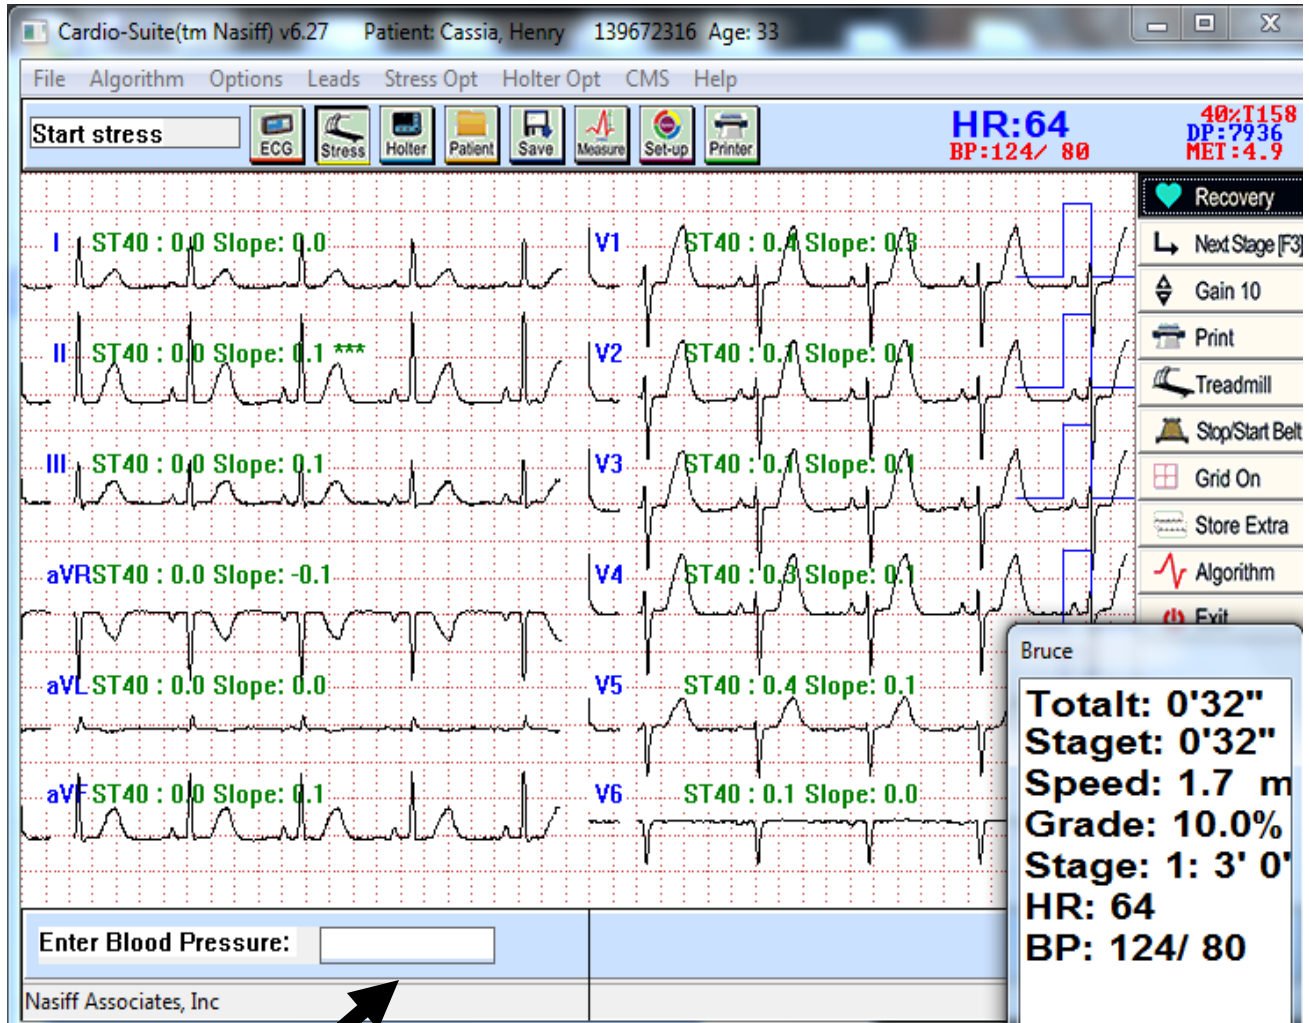 Cardio-Suite(tm Nasiff) v6.27 Patient: Cassia, Henry 139672316 Age: 33
File Algorithm Options Leads Stress Opt Holter Opt CMS Help
Start stress
ECG Stress Holter Patient Save Measure Set-up Printer
HR:64
BP:124/ 80
40%T158
DP:7936
MET:4.9
I ST40 : 0.0 Slope: 0.0
V1 ST40 : 0.4 Slope: 0.3
II ST40 : 0.0 Slope: 0.1 ***
V2 ST40 : 0.1 Slope: 0.1
III ST40 : 0.0 Slope: 0.1
V3 ST40 : 0.1 Slope: 0.1
aVR ST40 : 0.0 Slope: -0.1
V4 ST40 : 0.3 Slope: 0.1
aVL ST40 : 0.0 Slope: 0.0
V5 ST40 : 0.4 Slope: 0.1
aVF ST40 : 0.0 Slope: 0.1
V6 ST40 : 0.1 Slope: 0.0
Recovery
Next Stage [F3]
Gain 10
Print
Treadmill
Stop/Start Belt
Grid On
Store Extra
Algorithm
Exit
Bruce
Totalt: 0'32"
Staget: 0'32"
Speed: 1.7 m
Grade: 10.0%
Stage: 1: 3' 0'
HR: 64
BP: 124/ 80
Enter Blood Pressure:
Nasiff Associates, Inc